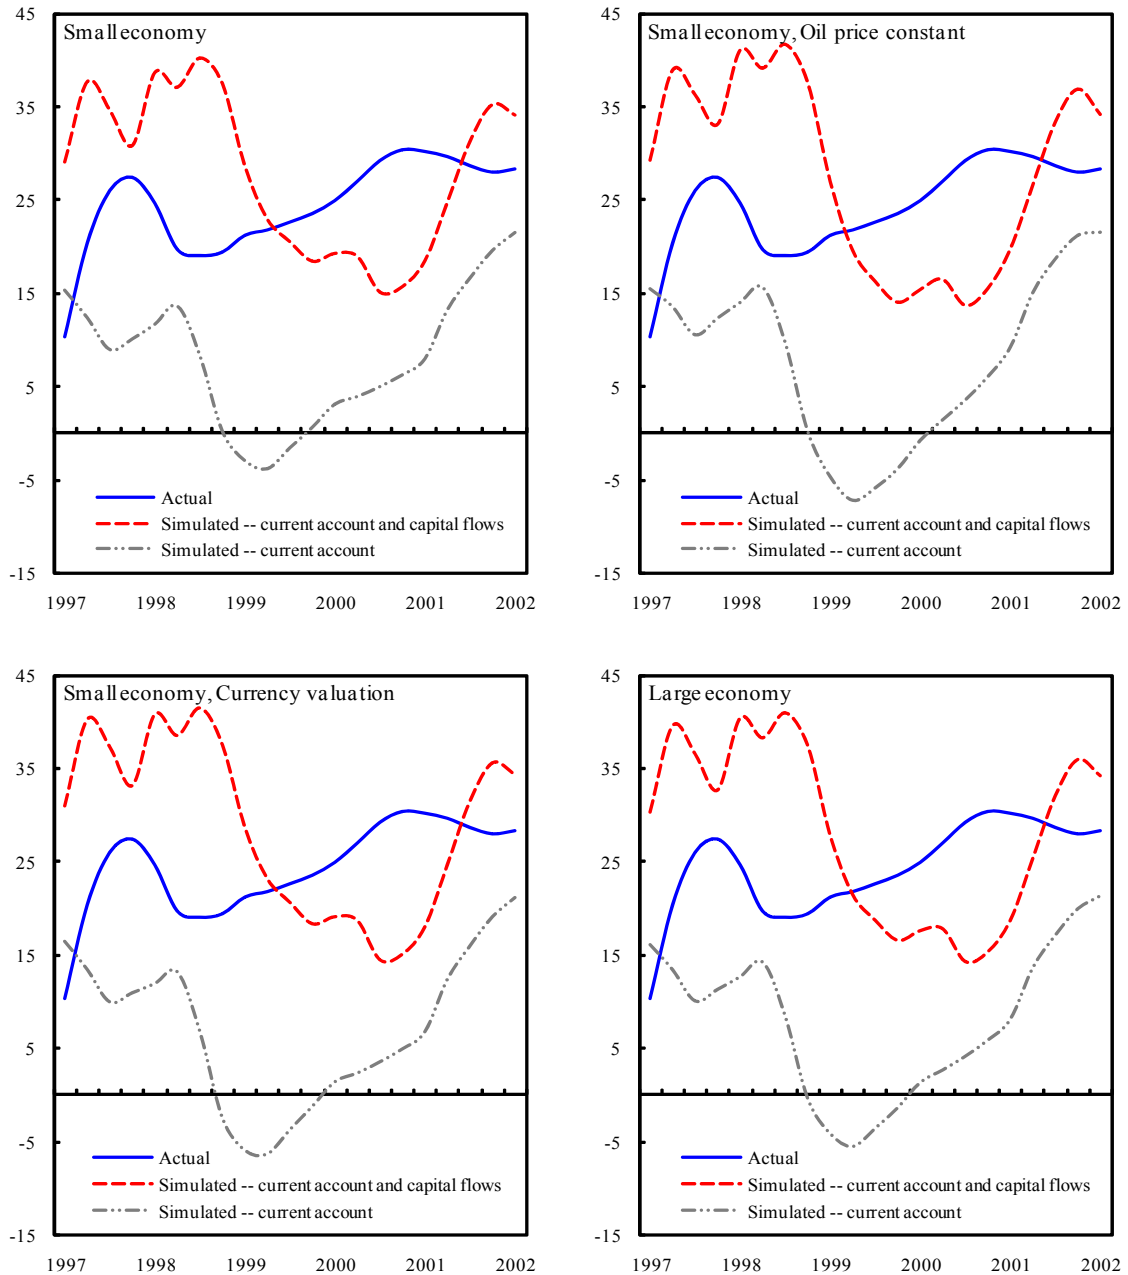 45
Small economy
35
25
15
5
-5
Actual
Simulated -- current account and capital flows
Simulated -- current account
-15
1997 1998 1999 2000 2001 2002
45
Small economy, Oil price constant
35
25
15
5
-5
Actual
Simulated -- current account and capital flows
Simulated -- current account
-15
1997 1998 1999 2000 2001 2002
45
Small economy, Currency valuation
35
25
15
5
-5
Actual
Simulated -- current account and capital flows
Simulated -- current account
-15
1997 1998 1999 2000 2001 2002
45
Large economy
35
25
15
5
-5
Actual
Simulated -- current account and capital flows
Simulated -- current account
-15
1997 1998 1999 2000 2001 2002